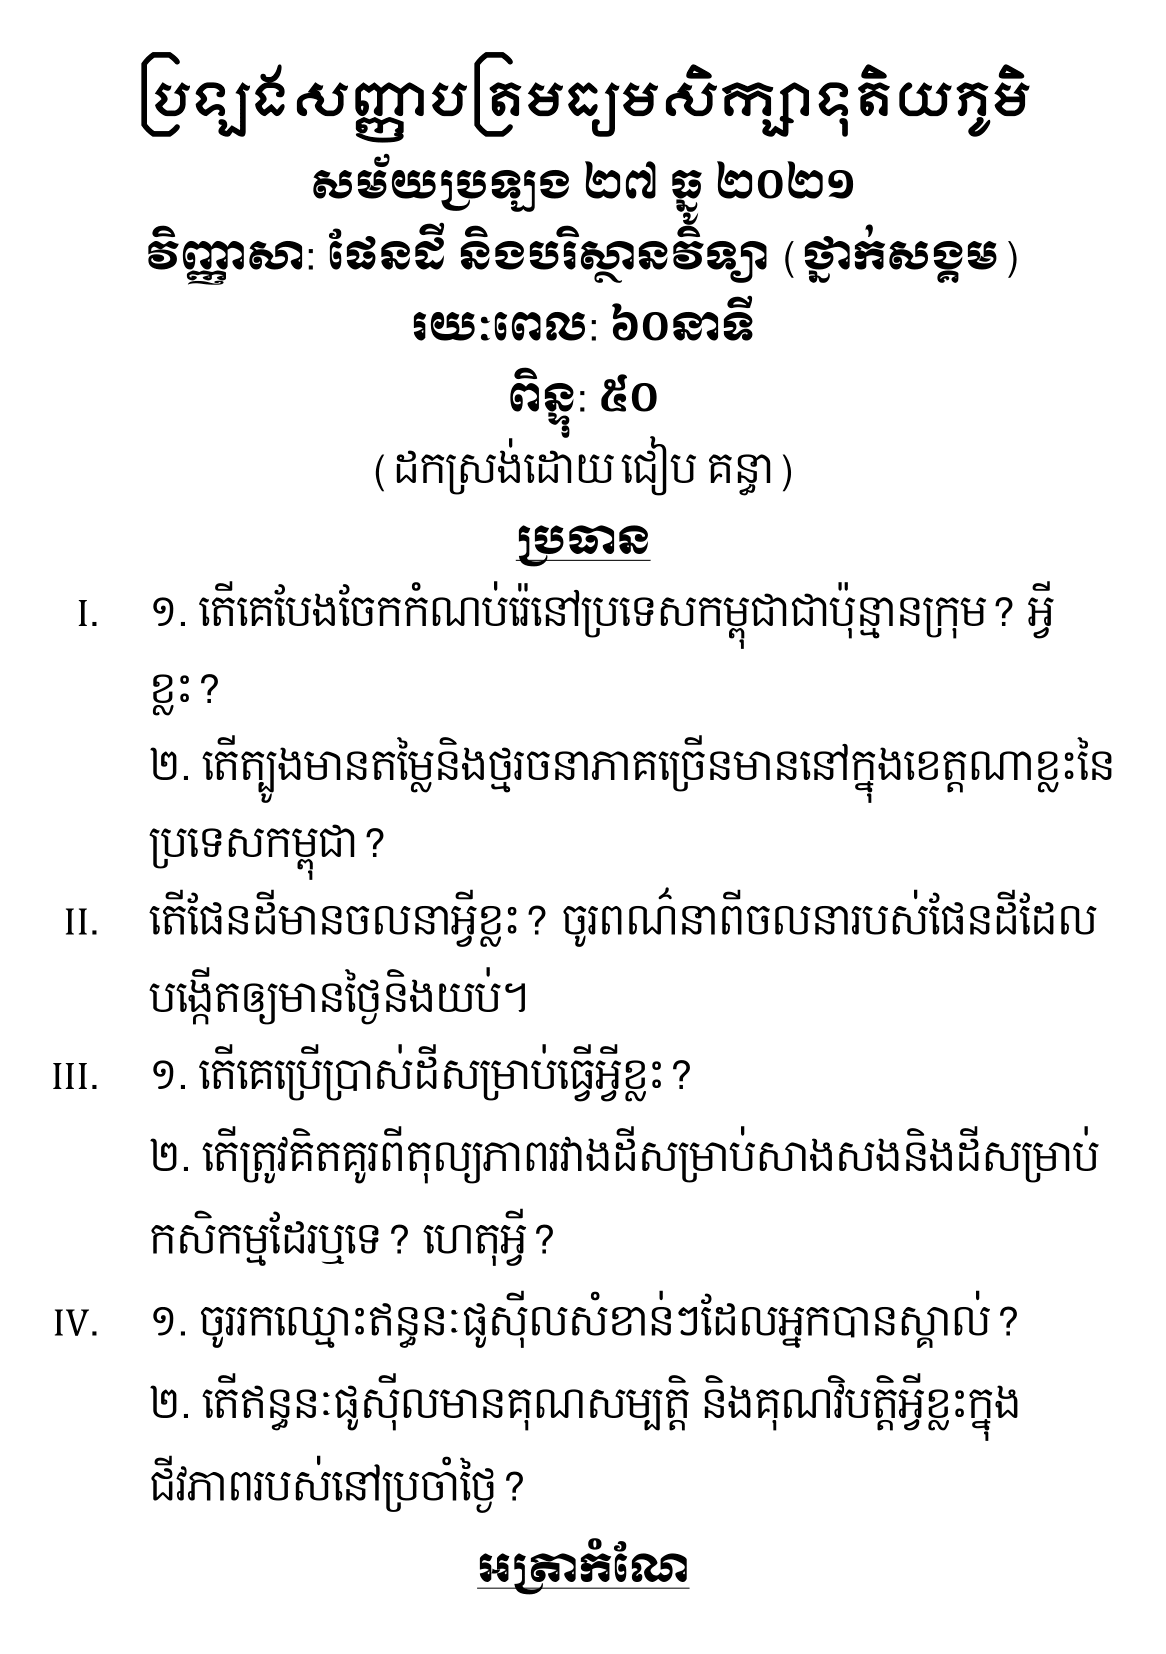 ប្រឡងសញ្ញាបត្រមធ្យមសិក្សាទុតិយភូមិ
សម័យប្រឡង ២៧ ធ្នូ ២០២១
វិញ្ញាសា: ផែនដី និងបរិស្ថានវិទ្យា (ថ្នាក់សង្គម)
រយៈពេល: ៦០នាទី
ពិន្ទុ: ៥០
(ដកស្រង់ដោយ ជៀប គន្ធា)
ប្រធាន
I. ១. តើគេបែងចែកកំណប់រ៉េនៅប្រទេសកម្ពុជាជាប៉ុន្មានក្រុម? អ្វី
ខ្លះ?
២. តើត្បូងមានតម្លៃនិងថ្មរចនាភាគច្រើនមាននៅក្នុងខេត្តណាខ្លះនៃ
ប្រទេសកម្ពុជា?
II. តើផែនដីមានចលនាអ្វីខ្លះ? ចូរពណ៌នាពីចលនារបស់ផែនដីដែល
បង្កើតឲ្យមានថ្ងៃនិងយប់។
III. ១. តើគេប្រើប្រាស់ដីសម្រាប់ធ្វើអ្វីខ្លះ?
២. តើត្រូវគិតគូរពីតុល្យភាពរវាងដីសម្រាប់សាងសងនិងដីសម្រាប់
កសិកម្មដែរឬទេ? ហេតុអ្វី?
IV. ១. ចូររកឈ្មោះឥន្ធនៈផូស៊ីលសំខាន់ៗដែលអ្នកបានស្គាល់?
២. តើឥន្ធនៈផូស៊ីលមានគុណសម្បត្តិ និងគុណវិបត្តិអ្វីខ្លះក្នុង
ជីវភាពរបស់នៅប្រចាំថ្ងៃ?
អត្រាកំណែ